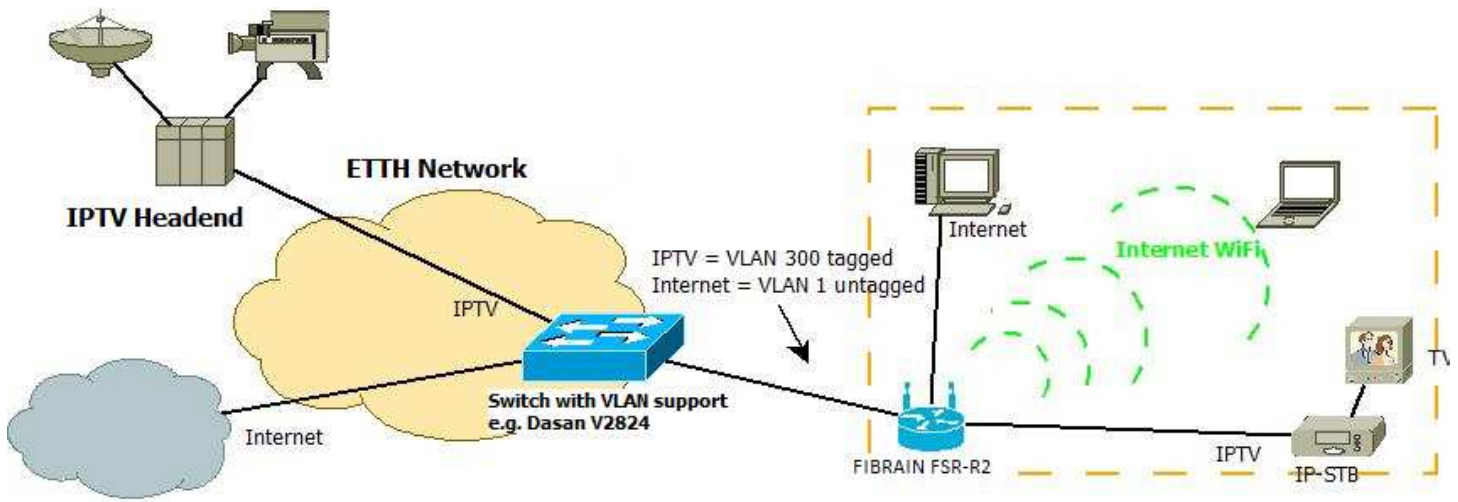 ETTH Network
IPTV Headend
Internet
IPTV = VLAN 300 tagged
Internet = VLAN 1 untagged
Internet WiFi
IPTV
TV
Switch with VLAN support
e.g. Dasan V2824
Internet
FIBRAIN FSR-R2
IPTV
IP-STB